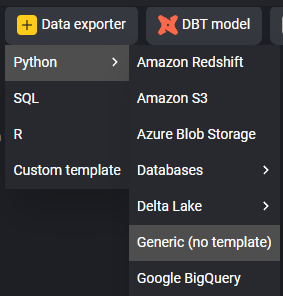 Data exporter
DBT model
Python
SQL
R
Custom template
Amazon Redshift
Amazon S3
Azure Blob Storage
Databases
Delta Lake
Generic (no template)
Google BigQuery